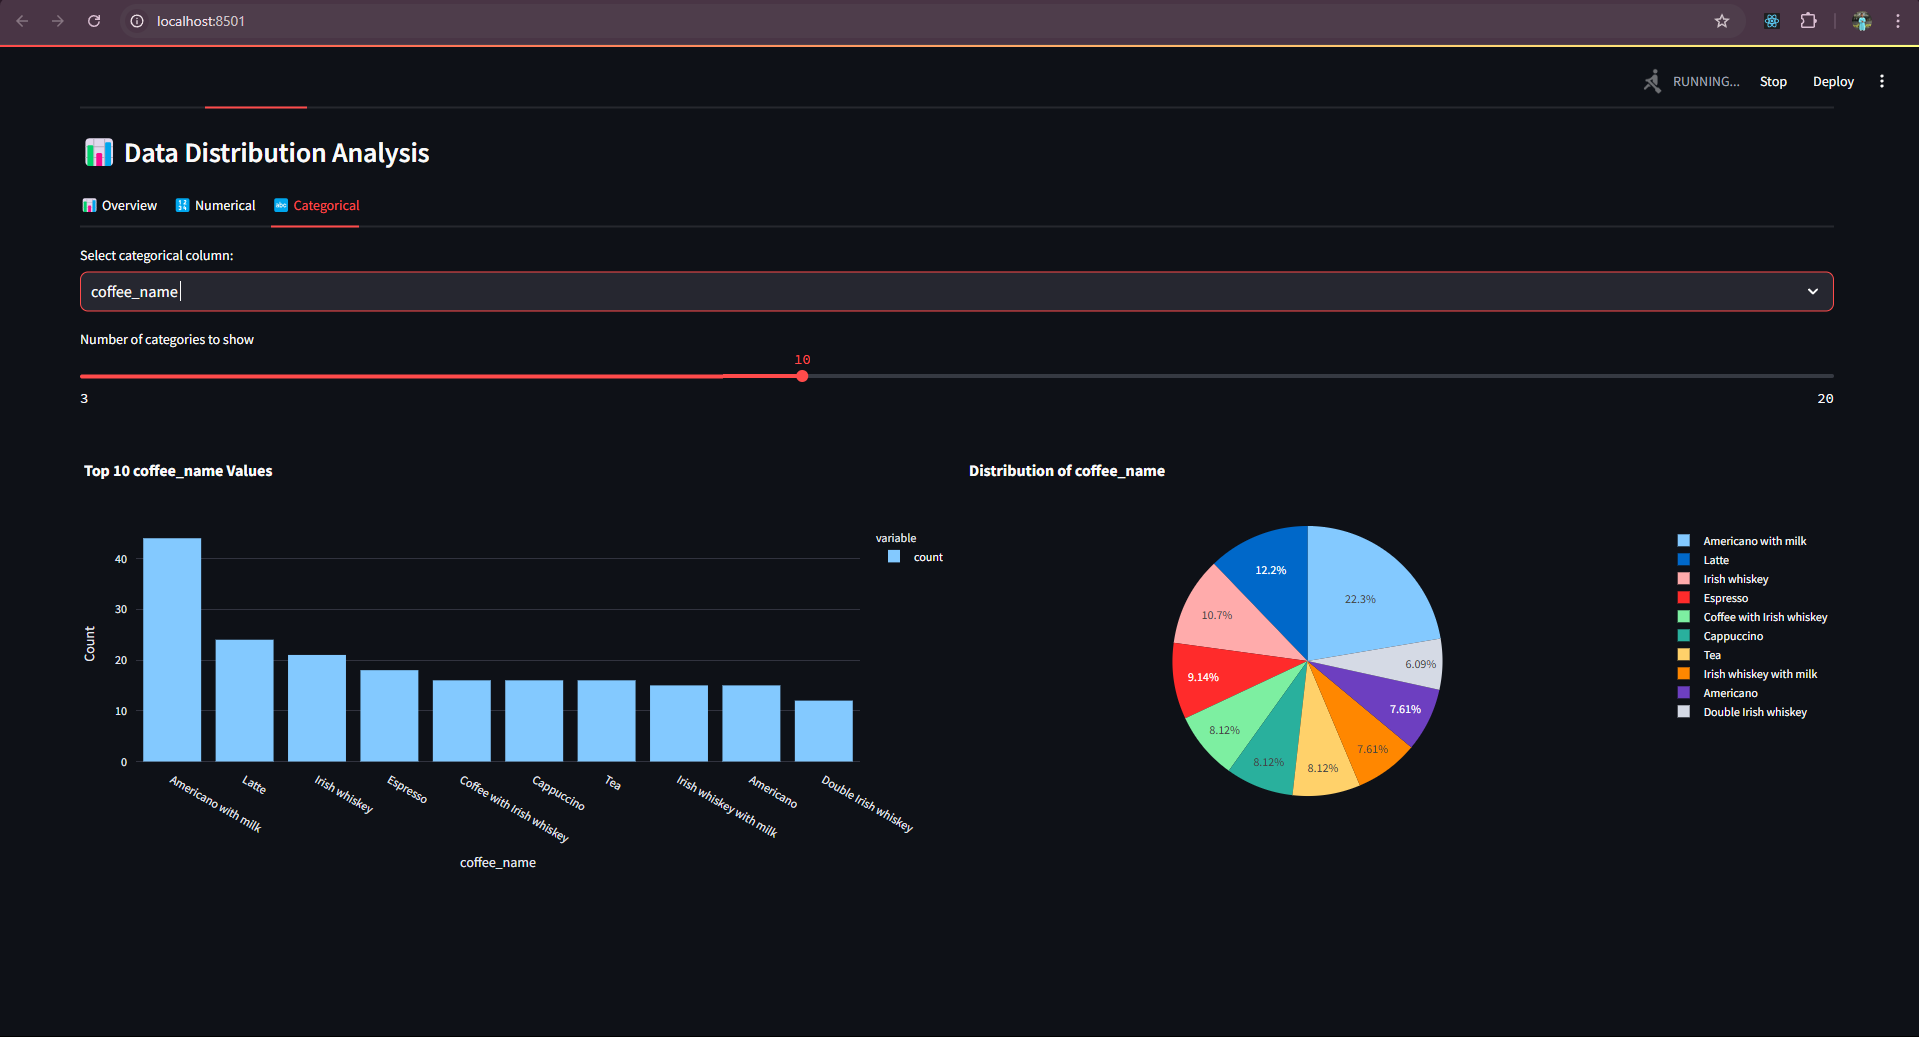 localhost:8501
RUNNING...
Stop
Deploy
Data Distribution Analysis
Overview
Numerical
Categorical
Select categorical column:
coffee_name
Number of categories to show
10
3
20
Top 10 coffee_name Values
40
30
20
10
0
Count
Americano with milk
Latte
Irish whiskey
Espresso
Coffee with Irish whiskey
Cappuccino
Tea
Irish whiskey with milk
Americano
Double Irish whiskey
coffee_name
variable
count
Distribution of coffee_name
22.3%
12.2%
10.7%
9.14%
8.12%
8.12%
8.12%
7.61%
7.61%
6.09%
Americano with milk
Latte
Irish whiskey
Espresso
Coffee with Irish whiskey
Cappuccino
Tea
Irish whiskey with milk
Americano
Double Irish whiskey